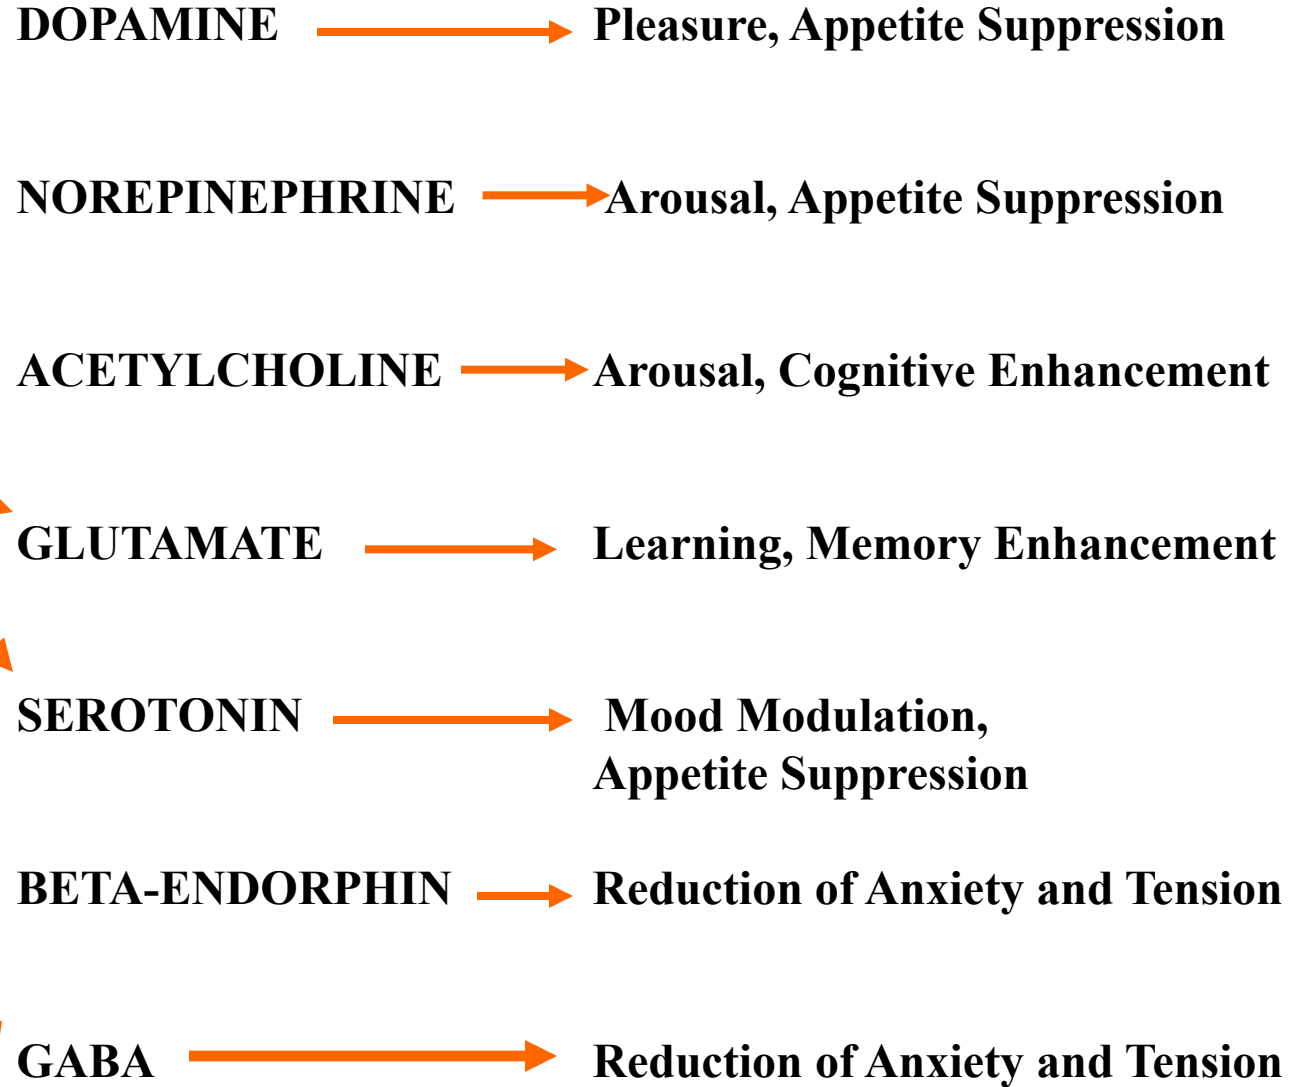 DOPAMINE Pleasure, Appetite Suppression
NOREPINEPHRINE Arousal, Appetite Suppression
ACETYLCHOLINE Arousal, Cognitive Enhancement
GLUTAMATE Learning, Memory Enhancement
SEROTONIN Mood Modulation,
Appetite Suppression
BETA-ENDORPHIN Reduction of Anxiety and Tension
GABA Reduction of Anxiety and Tension